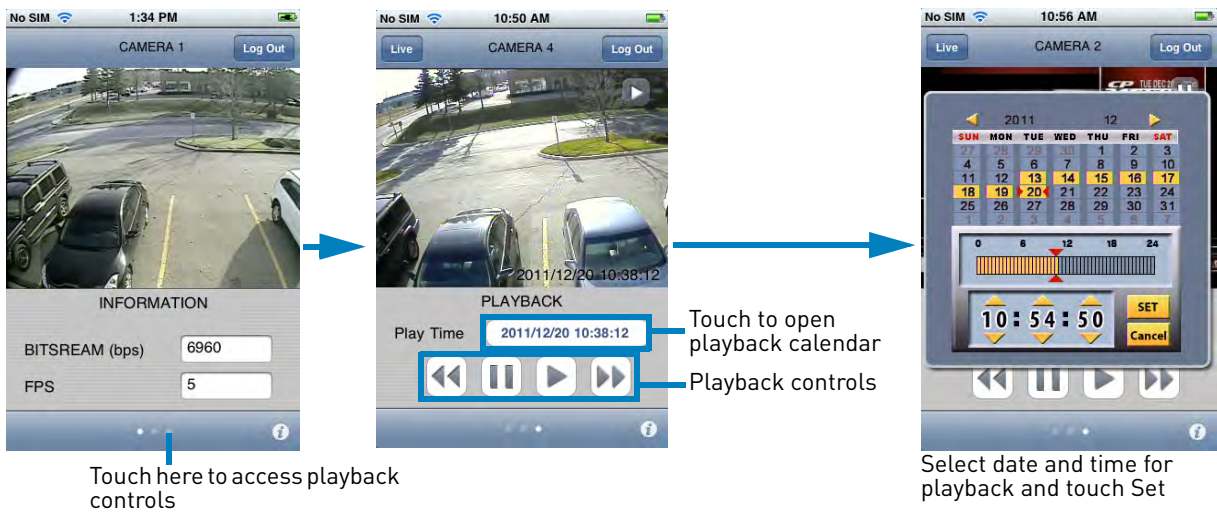 No SIM 1:34 PM
CAMERA 1 Log Out
INFORMATION
BITSREAM (bps) 6960
FPS 5
Touch here to access playback
controls
No SIM 10:50 AM
Live CAMERA 4 Log Out
2011/12/20 10:38:12
PLAYBACK
Play Time 2011/12/20 10:38:12
Touch to open
playback calendar
Playback controls
No SIM 10:56 AM
Live CAMERA 2 Log Out
CP TUE DEC 20
2011 12
SUN MON TUE WED THU FRI SAT
27 28 29 30 1 2 3
4 5 6 7 8 9 10
11 12 13 14 15 16 17
18 19 20 21 22 23 24
25 26 27 28 29 30 31
1 2 3 4 5 6 7
0 6 12 18 24
10 : 54 : 50 SET
Cancel
Select date and time for
playback and touch Set